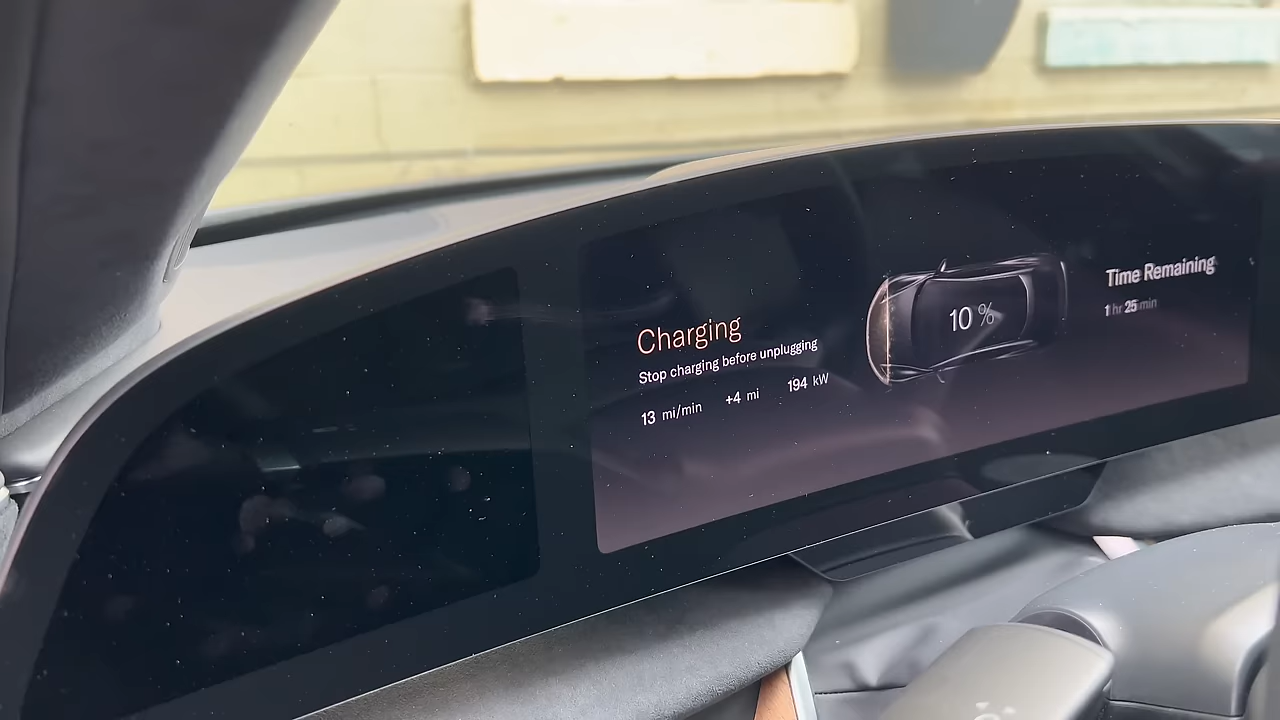 Charging
Stop charging before unplugging
13 mi/min +4 mi 194 kW
10 %
Time Remaining
1 hr 25 min